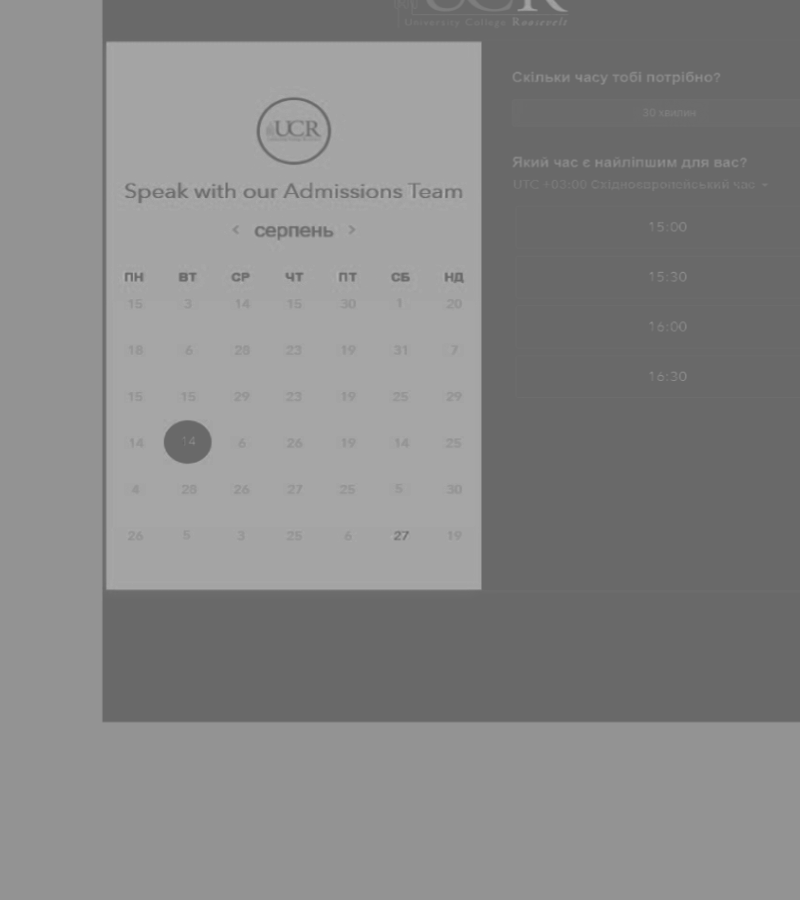 UCR
University College Roosevelt
UCR
Speak with our Admissions Team
‹ серпень ›
ПН ВТ СР ЧТ ПТ СБ НД
15 3 14 15 30 1 20
18 6 28 23 19 31 7
15 15 29 23 19 25 29
14 14 6 26 19 14 25
4 28 26 27 25 5 30
26 5 3 25 6 27 19
Скільки часу тобі потрібно?
30 хвилин
Який час є найліпшим для вас?
UTC +03:00 Східноєвропейський час
15:00
15:30
16:00
16:30